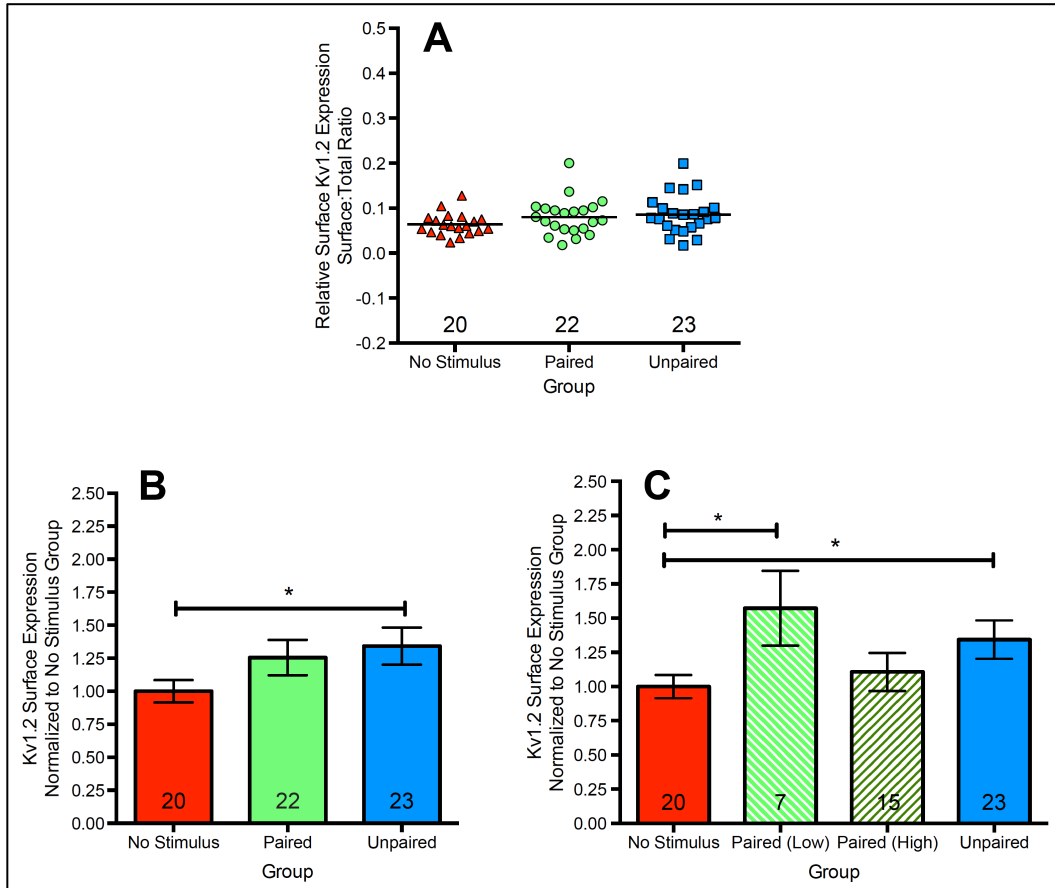 A
Relative Surface Kv1.2 Expression
Surface:Total Ratio
0.5
0.4
0.3
0.2
0.1
0.0
-0.1
-0.2
20
22
23
No Stimulus
Paired
Unpaired
Group
B
Kv1.2 Surface Expression
Normalized to No Stimulus Group
2.50
2.25
2.00
1.75
1.50
1.25
1.00
0.75
0.50
0.25
0.00
*
20
22
23
No Stimulus
Paired
Unpaired
Group
C
Kv1.2 Surface Expression
Normalized to No Stimulus Group
2.50
2.25
2.00
1.75
1.50
1.25
1.00
0.75
0.50
0.25
0.00
*
*
20
7
15
23
No Stimulus
Paired (Low)
Paired (High)
Unpaired
Group